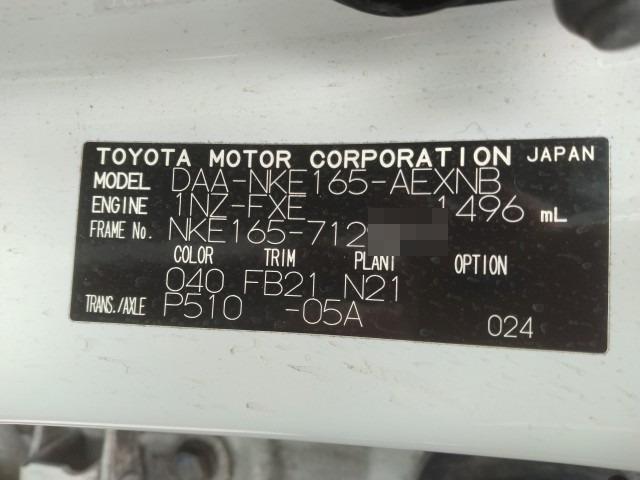 TOYOTA MOTOR CORPORATION JAPAN
MODEL DAA-NKE165-AEXNB
ENGINE 1NZ-FXE 1496 mL
FRAME No. NKE165-712
COLOR TRIM PLANT OPTION
040 FB21 N21
TRANS./AXLE P510 -05A
024